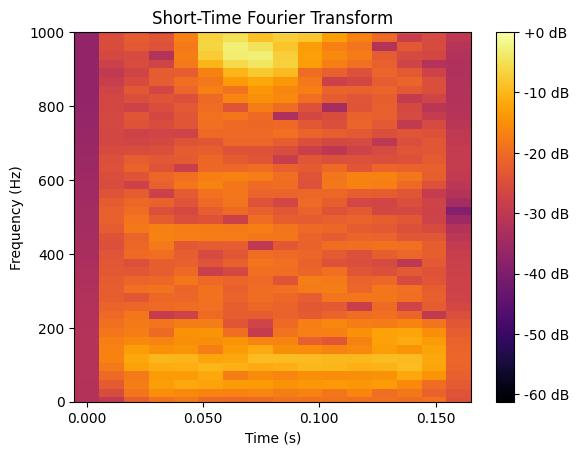 Short-Time Fourier Transform
1000
800
600
400
200
0
Frequency (Hz)
0.000
0.050
0.100
0.150
Time (s)
+0 dB
-10 dB
-20 dB
-30 dB
-40 dB
-50 dB
-60 dB